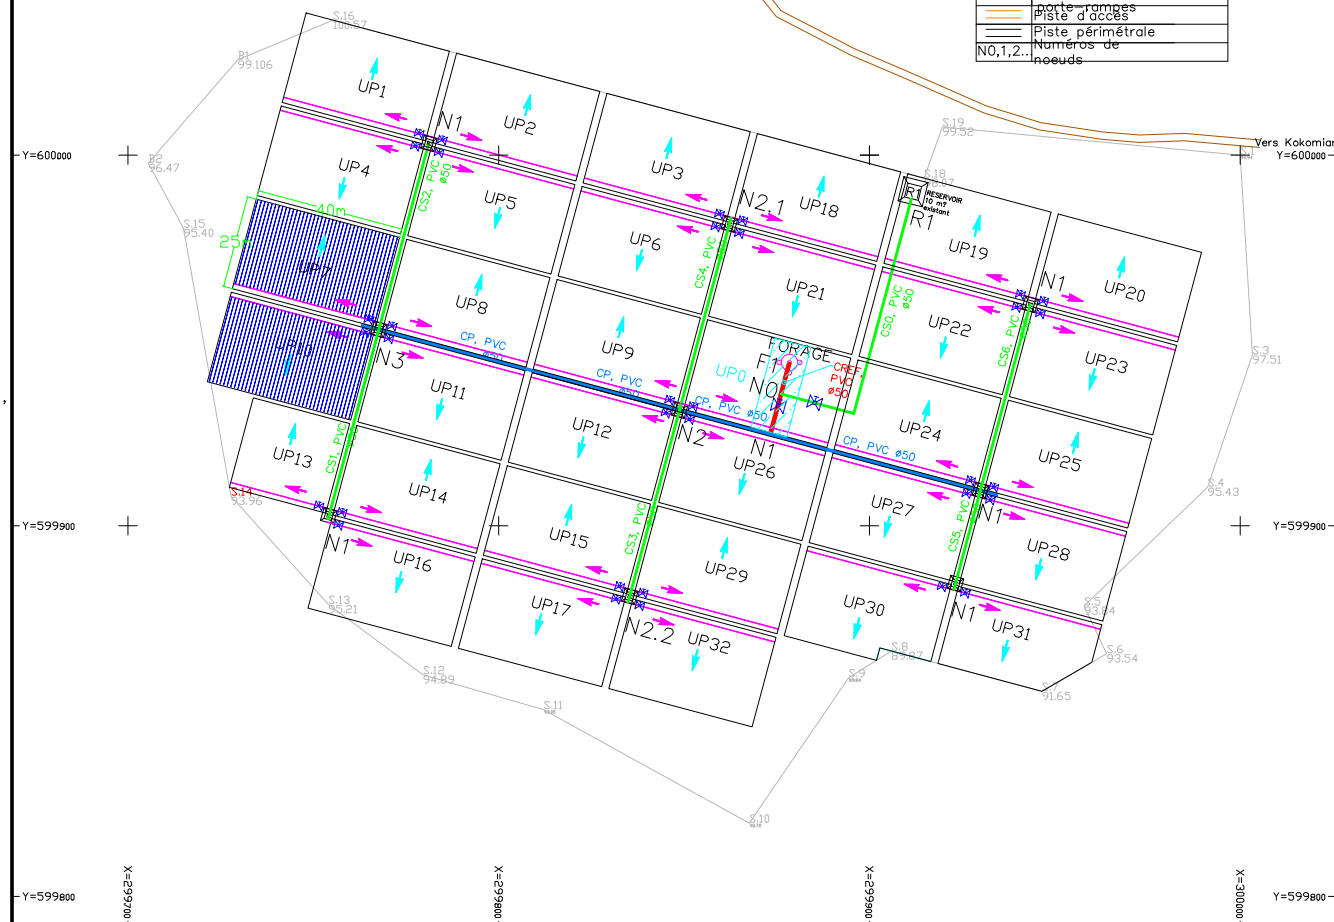 porte-rampes
Piste d'accès
Piste périmétrale
N0,1,2...
Numéros de
noeuds
S.16
100.57
B1
99.106
S.19
99.52
Vers Kokomian
Y=600000
Y=600000
B2
96.47
S.18
UP1
N1
UP2
UP3
UP4
CS2, PVC
ø50
UP5
N2.1
UP18
R1
RESERVOIR
10 m?
existant
R1
UP19
S.15
95.40
40m
25m
UP7
UP6
CS4, PVC
UP21
CS0, PVC
ø50
N1
UP20
UP8
UP22
CS6, PVC
S.3
97.51
UP10
N3
CP, PVC
ø50
UP9
FORAGE
F1
UP0
N0
CREF,
PVC
ø50
UP23
UP11
CP, PVC
ø50
CP, PVC ø50
N2
N1
CP, PVC ø50
UP24
UP12
UP13
CS1, PVC
UP14
UP26
UP25
S.4
95.43
S.14
93.96
N1
UP15
CS3, PVC
UP27
CS5, PVC
N1
Y=599900
Y=599900
UP16
UP29
UP28
S.13
95.21
UP17
N2.2
UP32
UP30
N1
UP31
S.5
93.84
S.12
94.89
S.8
89.87
S.9
S.6
93.54
S.7
91.65
S.11
S.10
X=299700
X=299800
X=299900
X=300000
Y=599800
Y=599800